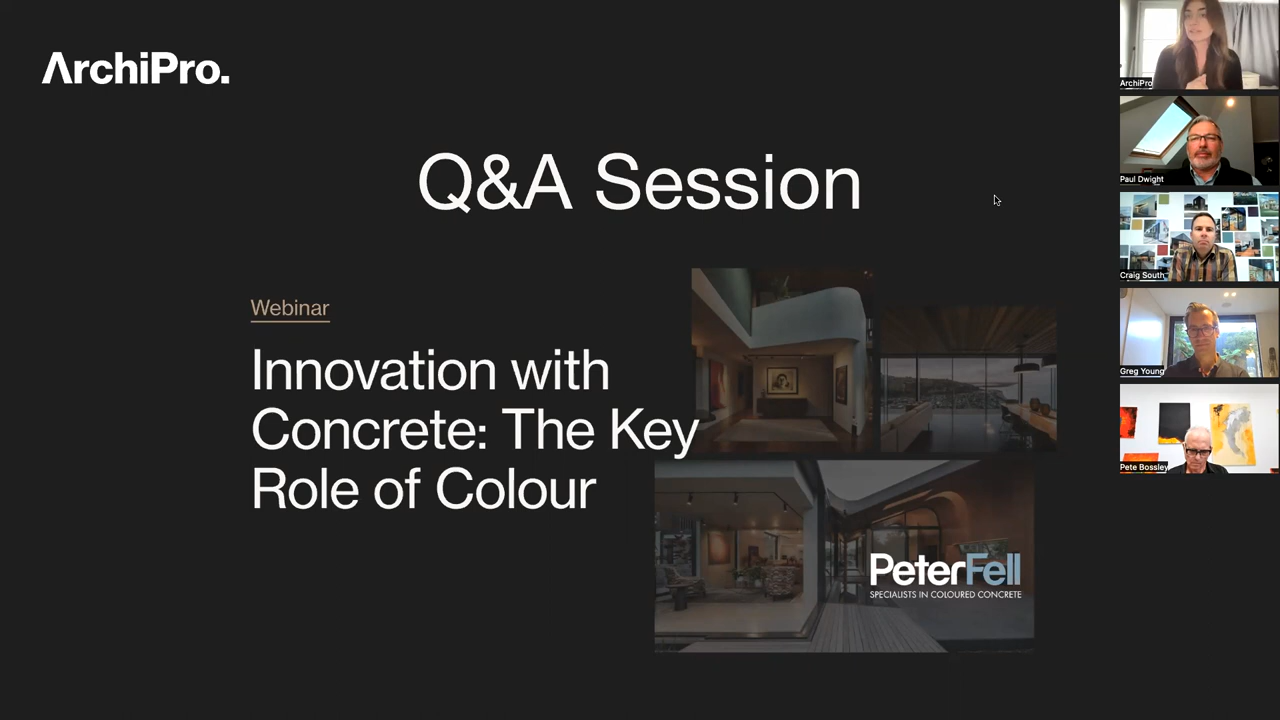 ArchiPro.
Q&A Session
Webinar
Innovation with
Concrete: The Key
Role of Colour
PeterFell
SPECIALISTS IN COLOURED CONCRETE
ArchiPro
Paul Dwight
Craig South
Greg Young
Pete Bossley